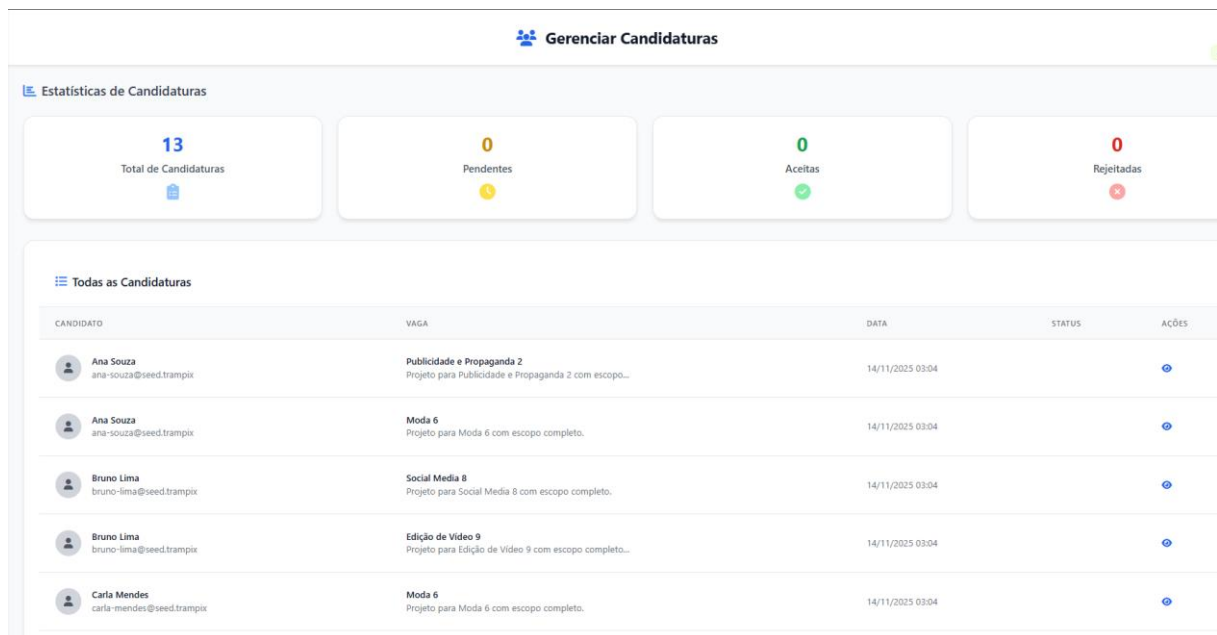 Gerenciar Candidaturas
Estatísticas de Candidaturas
13
Total de Candidaturas
0
Pendentes
0
Aceitas
0
Rejeitadas
Todas as Candidaturas
CANDIDATO VAGA DATA STATUS AÇÕES
Ana Souza Publicidade e Propaganda 2
ana-souza@seed.trampix Projeto para Publicidade e Propaganda 2 com escopo... 14/11/2025 03:04
Ana Souza Moda 6
ana-souza@seed.trampix Projeto para Moda 6 com escopo completo. 14/11/2025 03:04
Bruno Lima Social Media 8
bruno-lima@seed.trampix Projeto para Social Media 8 com escopo completo. 14/11/2025 03:04
Bruno Lima Edição de Vídeo 9
bruno-lima@seed.trampix Projeto para Edição de Vídeo 9 com escopo completo... 14/11/2025 03:04
Carla Mendes Moda 6
carla-mendes@seed.trampix Projeto para Moda 6 com escopo completo. 14/11/2025 03:04